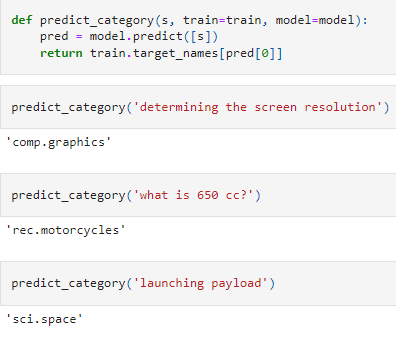 def predict_category(s, train=train, model=model):
    pred = model.predict([s])
    return train.target_names[pred[0]]
predict_category('determining the screen resolution')
'comp.graphics'
predict_category('what is 650 cc?')
'rec.motorcycles'
predict_category('launching payload')
'sci.space'